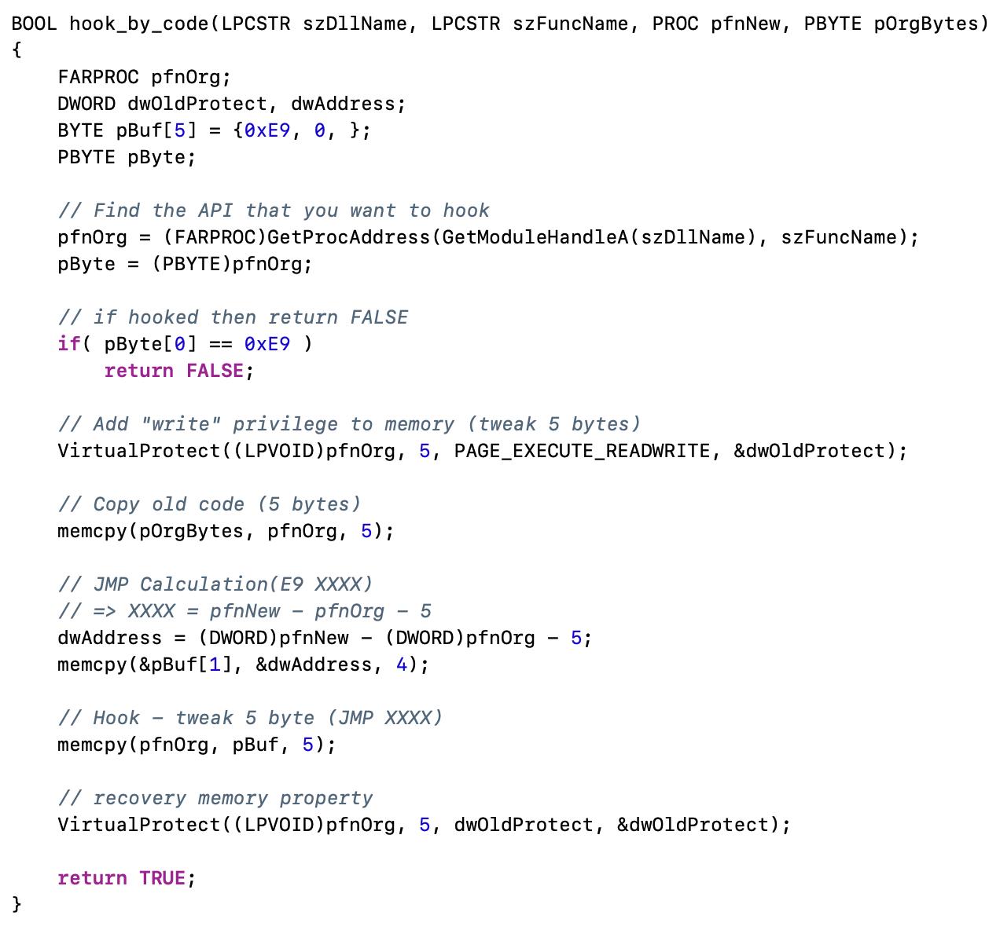 BOOL hook_by_code(LPCSTR szDllName, LPCSTR szFuncName, PROC pfnNew, PBYTE pOrgBytes)
{
    FARPROC pfnOrg;
    DWORD dwOldProtect, dwAddress;
    BYTE pBuf[5] = {0xE9, 0, };
    PBYTE pByte;

    // Find the API that you want to hook
    pfnOrg = (FARPROC)GetProcAddress(GetModuleHandleA(szDllName), szFuncName);
    pByte = (PBYTE)pfnOrg;

    // if hooked then return FALSE
    if( pByte[0] == 0xE9 )
        return FALSE;

    // Add "write" privilege to memory (tweak 5 bytes)
    VirtualProtect((LPVOID)pfnOrg, 5, PAGE_EXECUTE_READWRITE, &dwOldProtect);

    // Copy old code (5 bytes)
    memcpy(pOrgBytes, pfnOrg, 5);

    // JMP Calculation(E9 XXXX)
    // => XXXX = pfnNew - pfnOrg - 5
    dwAddress = (DWORD)pfnNew - (DWORD)pfnOrg - 5;
    memcpy(&pBuf[1], &dwAddress, 4);

    // Hook - tweak 5 byte (JMP XXXX)
    memcpy(pfnOrg, pBuf, 5);

    // recovery memory property
    VirtualProtect((LPVOID)pfnOrg, 5, dwOldProtect, &dwOldProtect);

    return TRUE;
}